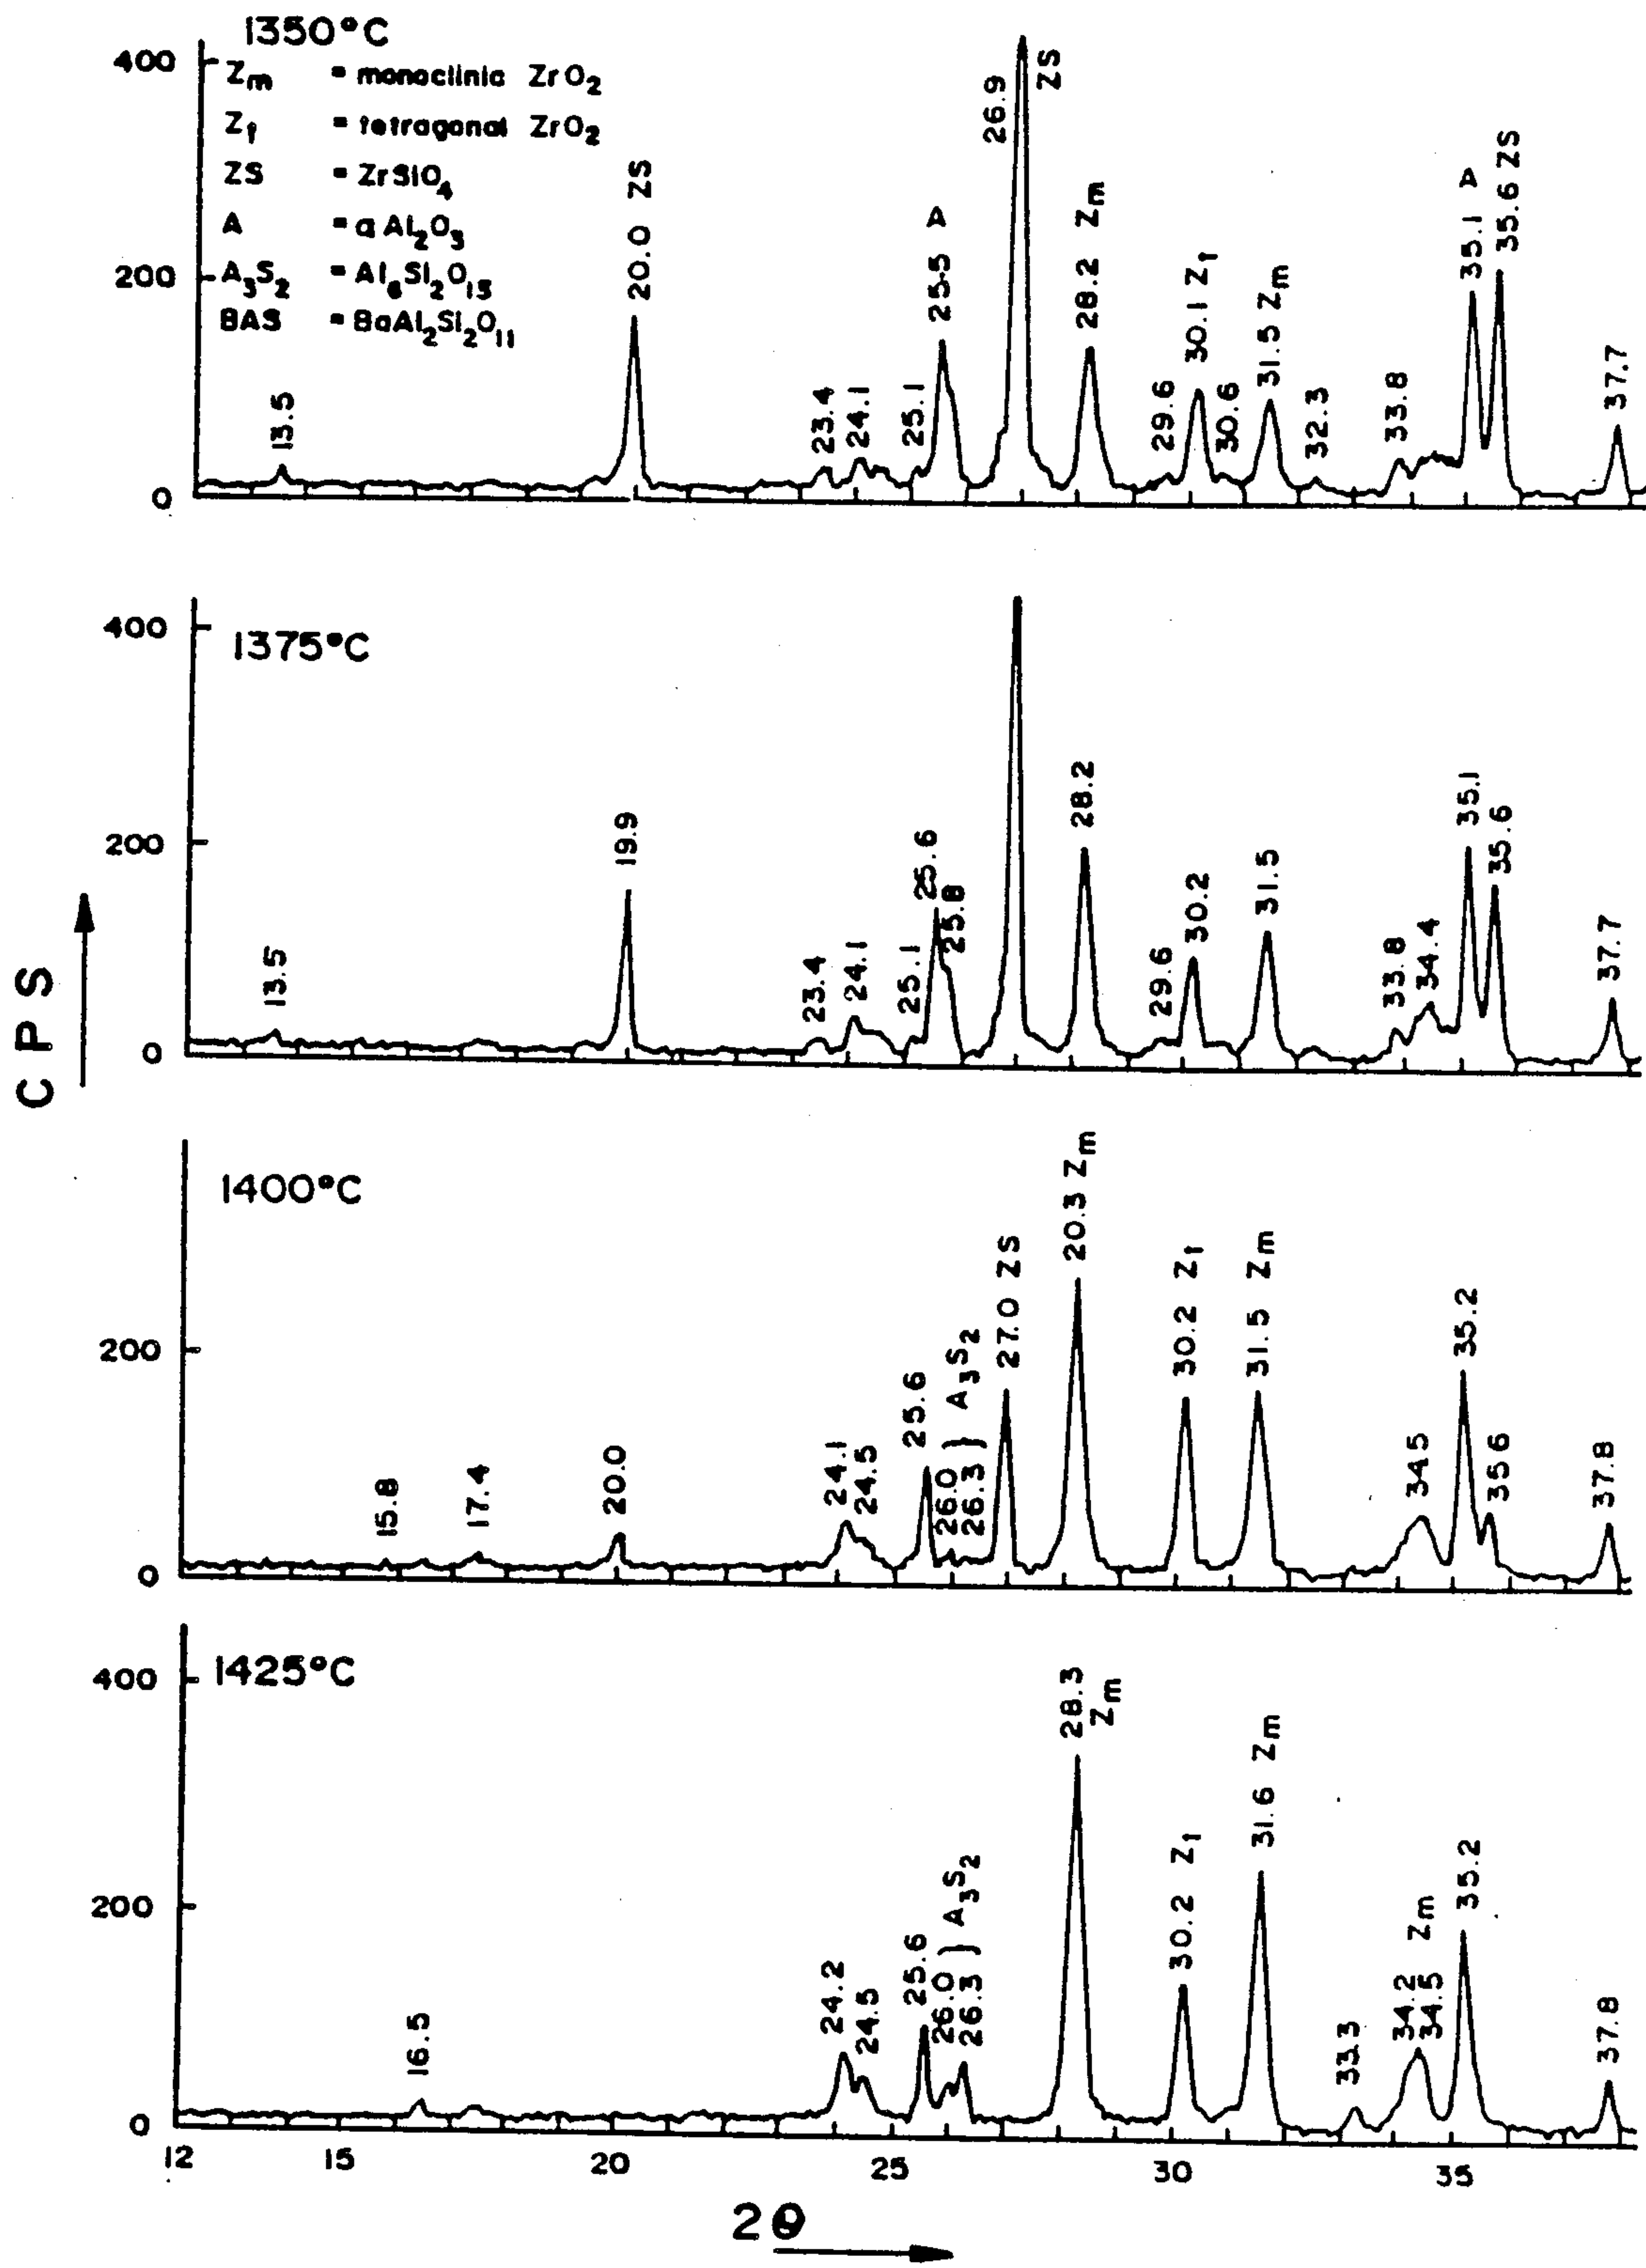 1350°C
400
Zm = monoclinic ZrO2
Zt = tetragonal ZrO2
ZS = ZrSiO4
A = αAl2O3
200
A3S2 = Al6Si2O13
BAS = BaAl2Si2O11
0
13.5
20.0 ZS
23.4
24.1
25.1
25.5 A
26.9
ZS
28.2 Zm
29.6
30.1 Zt
30.6
31.5 Zm
32.3
33.8
35.1 A
35.6 ZS
37.7
1375°C
400
200
0
13.5
19.9
23.4
24.1
25.1
25.6
25.8
28.2
29.6
30.2
31.5
33.8
34.4
35.1
35.6
37.7
CPS
1400°C
200
0
15.8
17.4
20.0
24.1
24.5
25.6
26.0 } A3S2
26.3
27.0 ZS
20.3 Zm
30.2 Zt
31.5 Zm
34.5
35.2
35.6
37.8
1425°C
400
200
0
16.5
24.2
24.5
25.6
26.0 } A3S2
26.3
28.3
Zm
30.2 Zt
31.6 Zm
33.3
34.2 Zm
34.5
35.2
37.8
12 15 20 25 30 35
2θ